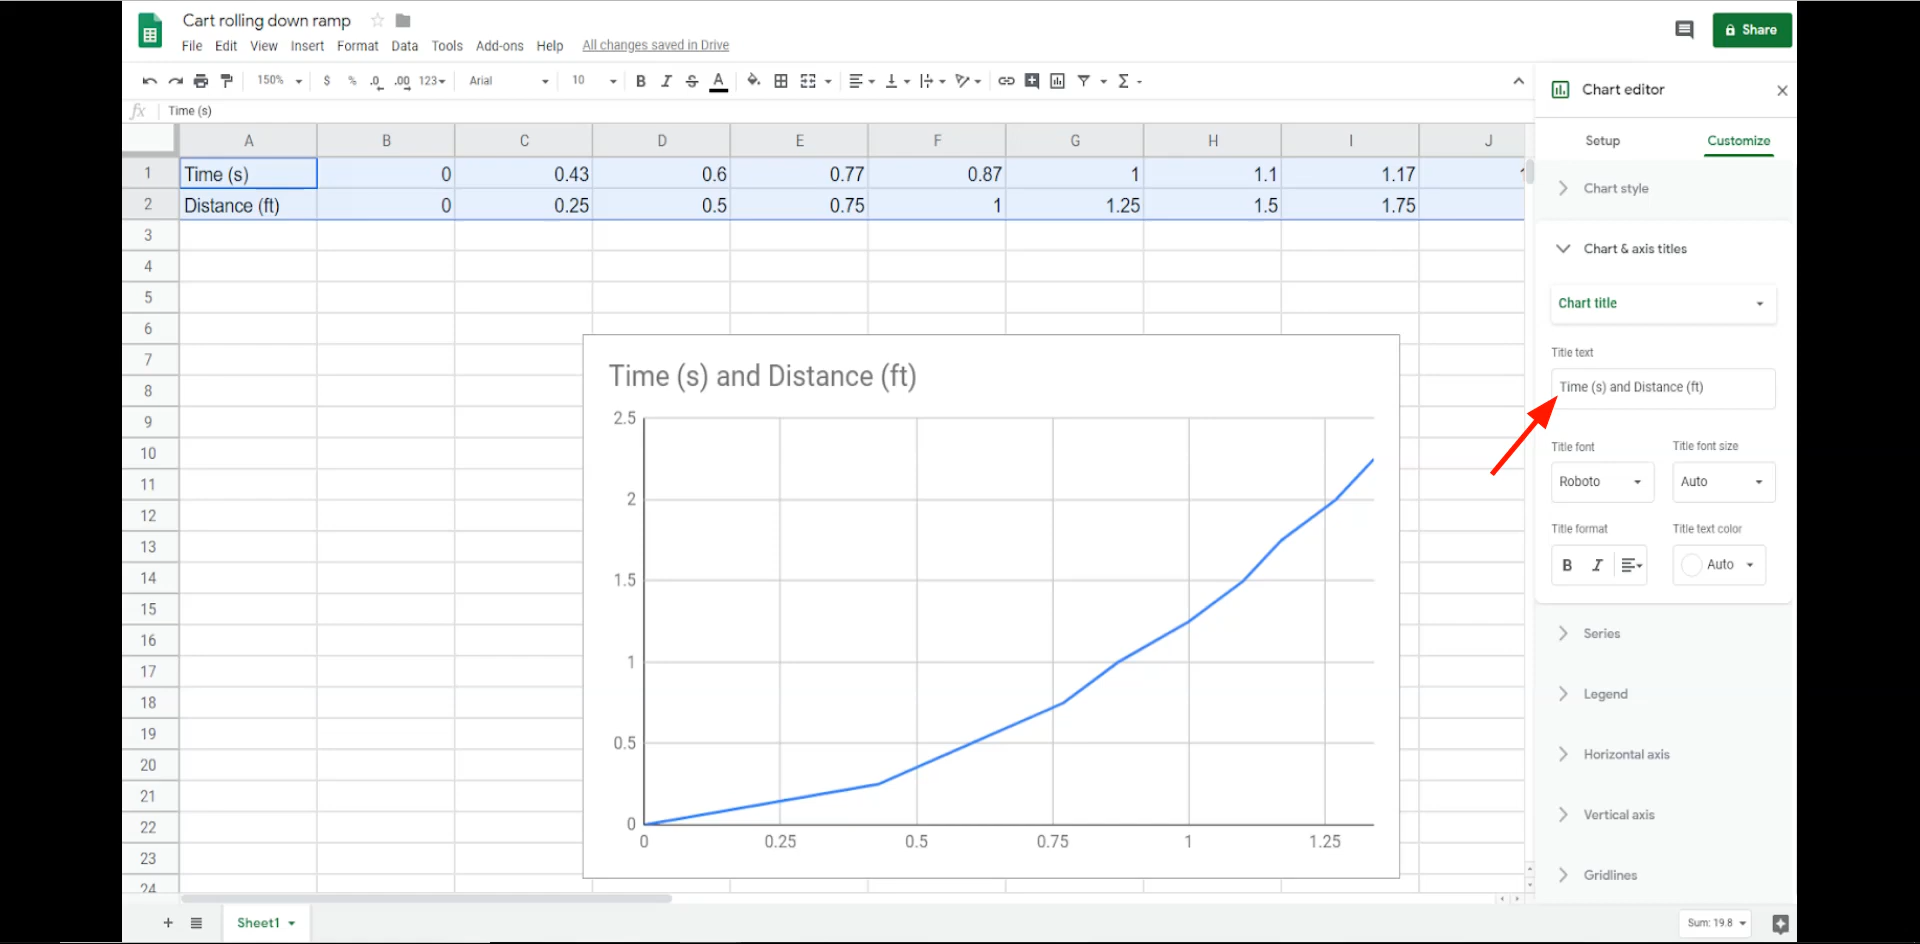 Cart rolling down ramp
Share
File Edit View Insert Format Data Tools Add-ons Help All changes saved in Drive
150% $ % .0 .00 123 Arial 10 B I S A Σ
Chart editor
fx Time (s)
Setup Customize
A B C D E F G H I J
1 Time (s) 0 0.43 0.6 0.77 0.87 1 1.1 1.17
2 Distance (ft) 0 0.25 0.5 0.75 1 1.25 1.5 1.75
3
4
5
6
7
8
9
10
11
12
13
14
15
16
17
18
19
20
21
22
23
24
Time (s) and Distance (ft)
2.5
2
1.5
1
0.5
0
0 0.25 0.5 0.75 1 1.25
Chart style
Chart & axis titles
Chart title
Title text
Time (s) and Distance (ft)
Title font Title font size
Roboto Auto
Title format Title text color
B I Auto
Series
Legend
Horizontal axis
Vertical axis
Gridlines
+ Sheet1
Sum: 19.8